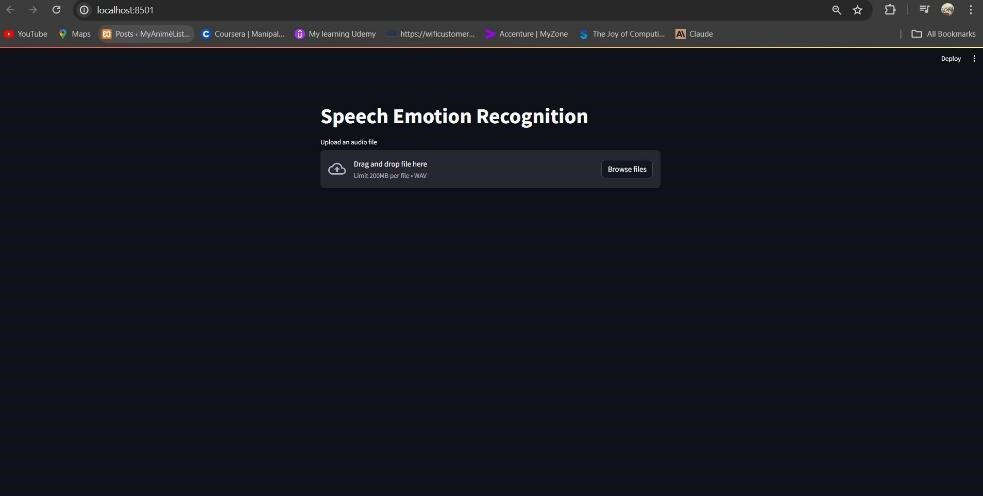 localhost:8501
YouTube
Maps
Posts ‹ MyAnimeList...
Coursera | Manipal...
My learning Udemy
https://wificustomer...
Accenture | MyZone
The Joy of Computi...
Claude
All Bookmarks
Deploy
Speech Emotion Recognition
Upload an audio file
Drag and drop file here
Limit 200MB per file • WAV
Browse files